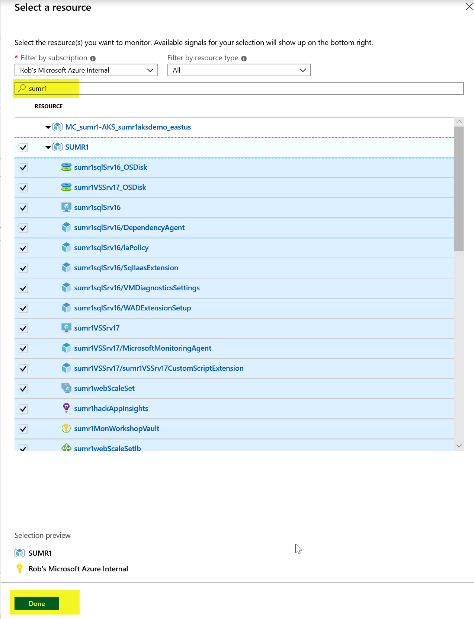 Select a resource
Select the resource(s) you want to monitor. Available signals for your selection will show up on the bottom right.
* Filter by subscription
Filter by resource type
Rob's Microsoft Azure Internal
All
sumr1
RESOURCE
MC_sumr1-AKS_sumr1aksdemo_eastus
SUMR1
sumr1sqlSrv16_OSDisk
sumr1VSSrv17_OSDisk
sumr1sqlSrv16
sumr1sqlSrv16/DependencyAgent
sumr1sqlSrv16/IaPolicy
sumr1sqlSrv16/SqlIaasExtension
sumr1sqlSrv16/VMDiagnosticsSettings
sumr1sqlSrv16/WADExtensionSetup
sumr1VSSrv17
sumr1VSSrv17/MicrosoftMonitoringAgent
sumr1VSSrv17/sumr1VSSrv17CustomScriptExtension
sumr1webScaleSet
sumr1hackAppInsights
sumr1MonWorkshopVault
sumr1webScaleSetlb
Selection preview
SUMR1
Rob's Microsoft Azure Internal
Done